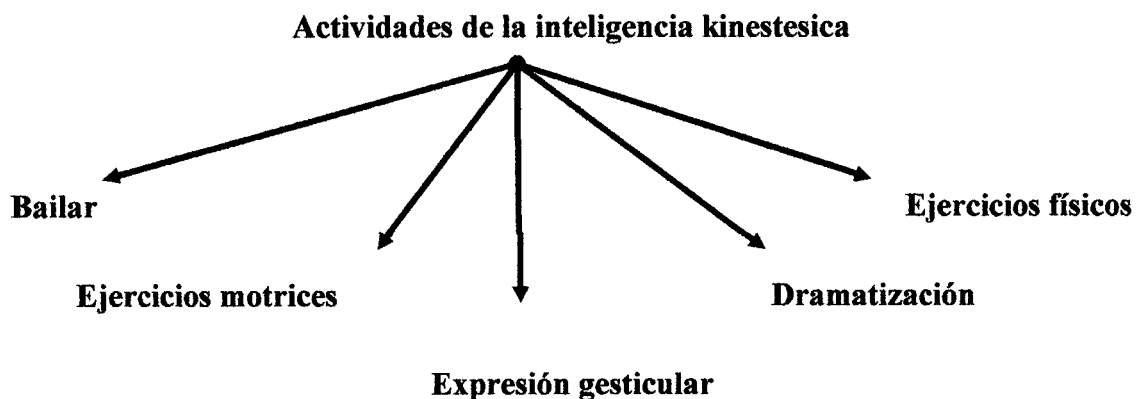 Actividades de la inteligencia kinestesica
Bailar
Ejercicios físicos
Ejercicios motrices
Dramatización
Expresión gesticular